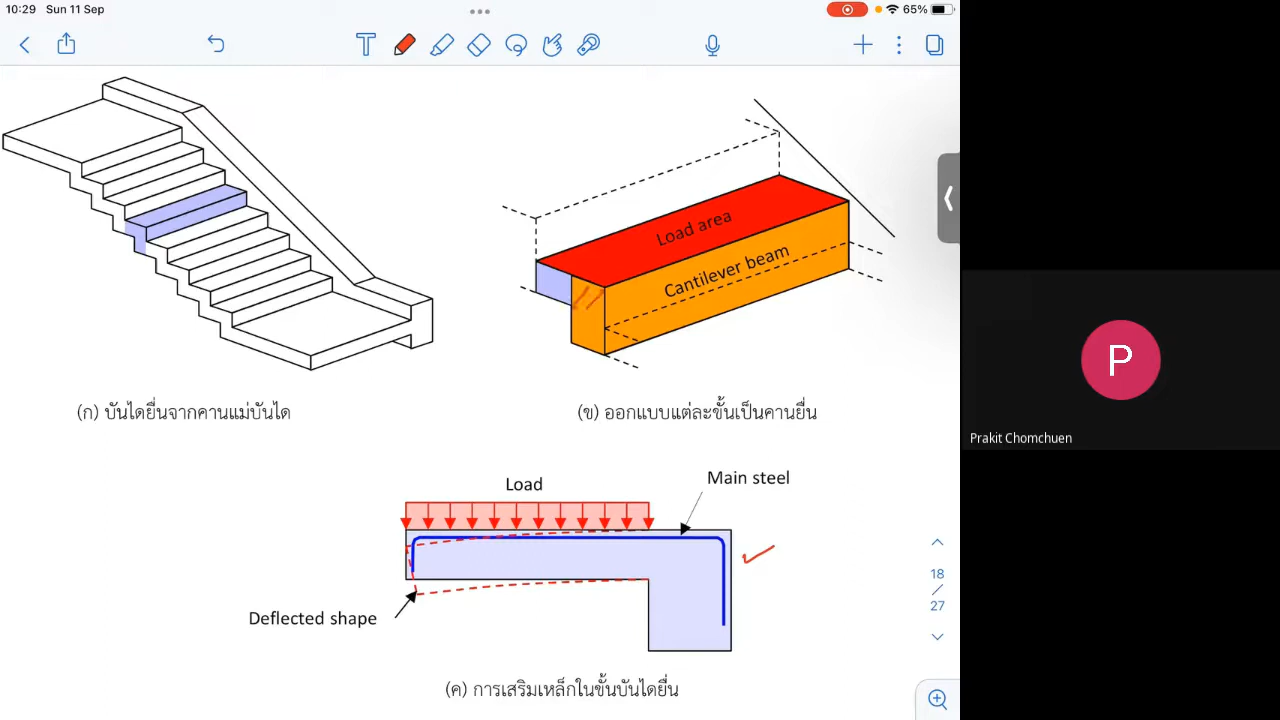 10:29 Sun 11 Sep
65%
T
Load area
Cantilever beam
(ก) บันไดยื่นจากคานแม่บันได
(ข) ออกแบบแต่ละขั้นเป็นคานยื่น
P
Prakit Chomchuen
Load
Main steel
Deflected shape
18
27
(ค) การเสริมเหล็กในขั้นบันไดยื่น